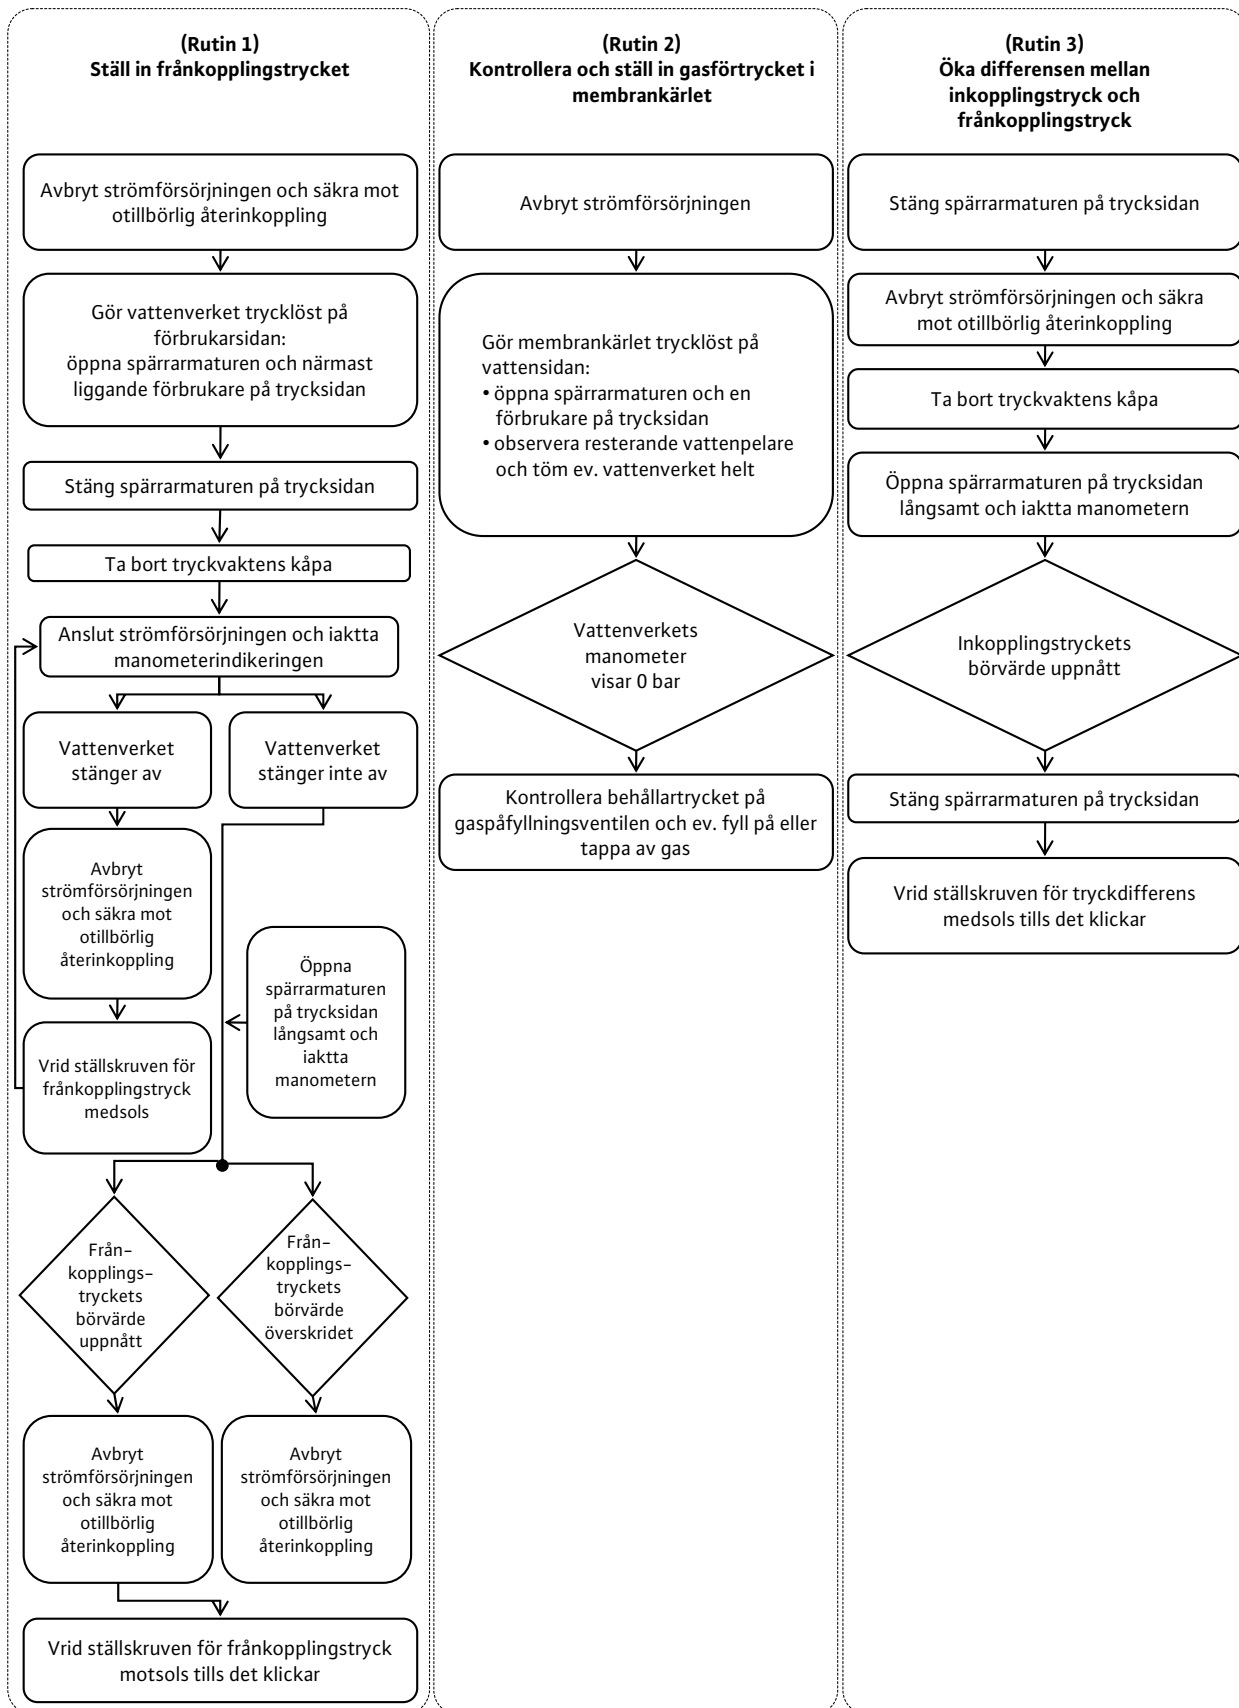 (Rutin 1)
Ställ in frånkopplingstrycket
Avbryt strömförsörjningen och säkra mot
otillbörlig återinkoppling
Gör vattenverket trycklöst på
förbrukarsidan:
öppna spärrarmaturen och närmast
liggande förbrukare på trycksidan
Stäng spärrarmaturen på trycksidan
Ta bort tryckvaktens kåpa
Anslut strömförsörjningen och iaktta
manometerindikeringen
Vattenverket
stänger av
Vattenverket
stänger inte av
Avbryt
strömförsörjningen
och säkra mot
otillbörlig
återinkoppling
Öppna
spärrarmaturen
på trycksidan
långsamt och
iaktta
manometern
Vrid ställskruven för
frånkopplingstryck
medsols
Från-
kopplings-
tryckets
börvärde
uppnått
Från-
kopplings-
tryckets
börvärde
överskridet
Avbryt
strömförsörjningen
och säkra mot
otillbörlig
återinkoppling
Avbryt
strömförsörjningen
och säkra mot
otillbörlig
återinkoppling
Vrid ställskruven för frånkopplingstryck
motsols tills det klickar
(Rutin 2)
Kontrollera och ställ in gasförtrycket i
membrankärlet
Avbryt strömförsörjningen
Gör membrankärlet trycklöst på
vattensidan:
• öppna spärrarmaturen och en
förbrukare på trycksidan
• observera resterande vattenpelare
och töm ev. vattenverket helt
Vattenverkets
manometer
visar 0 bar
Kontrollera behållartrycket på
gaspåfyllningsventilen och ev. fyll på eller
tappa av gas
(Rutin 3)
Öka differensen mellan
inkopplingstryck och
frånkopplingstryck
Stäng spärrarmaturen på trycksidan
Avbryt strömförsörjningen och säkra
mot otillbörlig återinkoppling
Ta bort tryckvaktens kåpa
Öppna spärrarmaturen på trycksidan
långsamt och iaktta manometern
Inkopplingstryckets
börvärde uppnått
Stäng spärrarmaturen på trycksidan
Vrid ställskruven för tryckdifferens
medsols tills det klickar